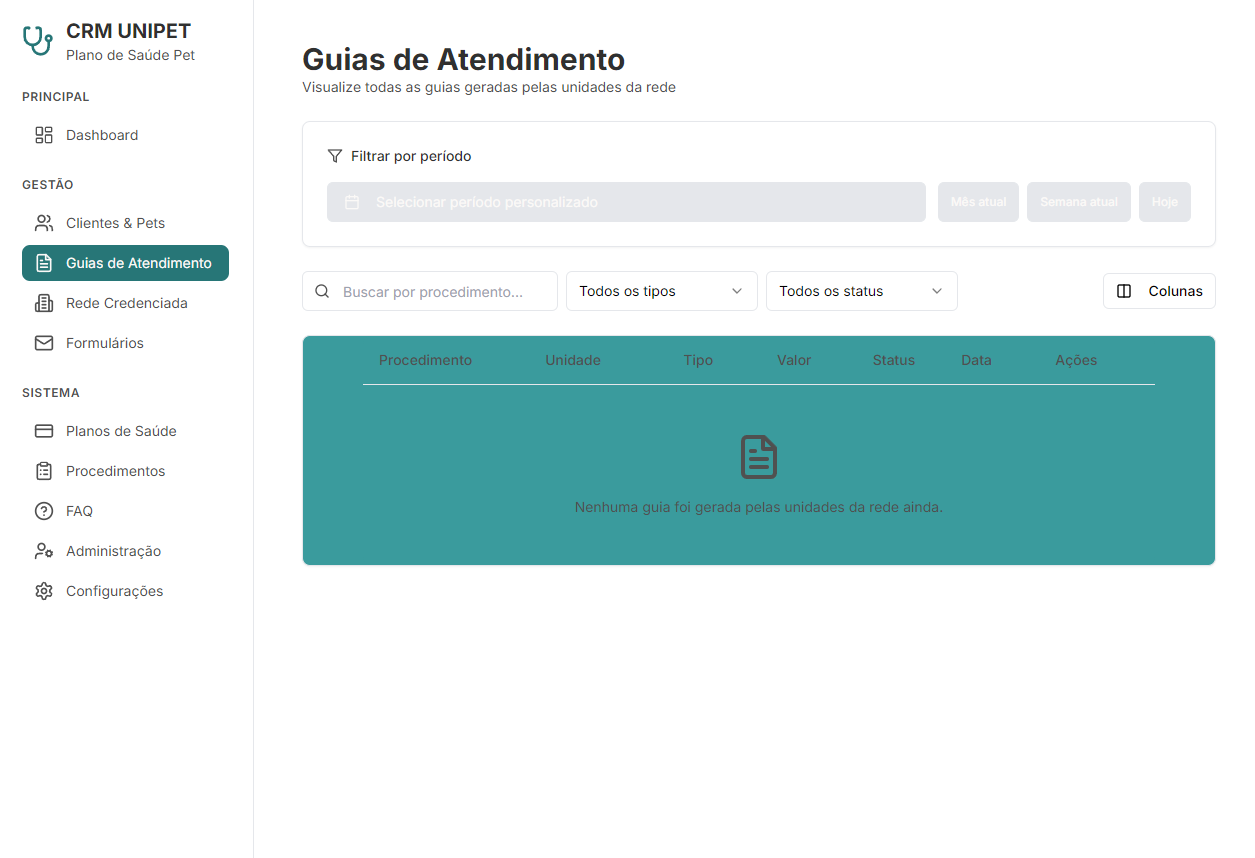 CRM UNIPET
Plano de Saúde Pet
PRINCIPAL
Dashboard
GESTÃO
Clientes & Pets
Guias de Atendimento
Rede Credenciada
Formulários
SISTEMA
Planos de Saúde
Procedimentos
FAQ
Administração
Configurações
Guias de Atendimento
Visualize todas as guias geradas pelas unidades da rede
Filtrar por período
Selecionar período personalizado Mês atual Semana atual Hoje
Buscar por procedimento... Todos os tipos Todos os status Colunas
Procedimento Unidade Tipo Valor Status Data Ações
Nenhuma guia foi gerada pelas unidades da rede ainda.